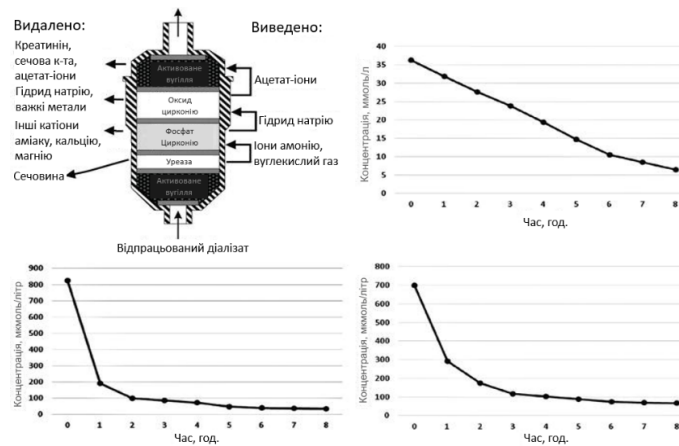 Видалено:
Виведено:
Креатинін,
сечова к-та,
ацетат-іони
Гідрид натрію,
важкі метали
Інші катіони
аміаку, кальцію,
магнію
Сечовина
Активоване
вугілля
Оксид
цирконію
Фосфат
Цирконію
Уреаза
Активоване
вугілля
Ацетат-іони
Гідрид натрію
Іони амонію,
вуглекислий газ
Відпрацьований діалізат
Концентрація, ммоль/л
40
35
30
25
20
15
10
5
0
0 1 2 3 4 5 6 7 8
Час, год.
Концентрація, мкмоль/літр
900
800
700
600
500
400
300
200
100
0
0 1 2 3 4 5 6 7 8
Час, год.
Концентрація, мкмоль/літр
800
700
600
500
400
300
200
100
0
0 1 2 3 4 5 6 7 8
Час, год.